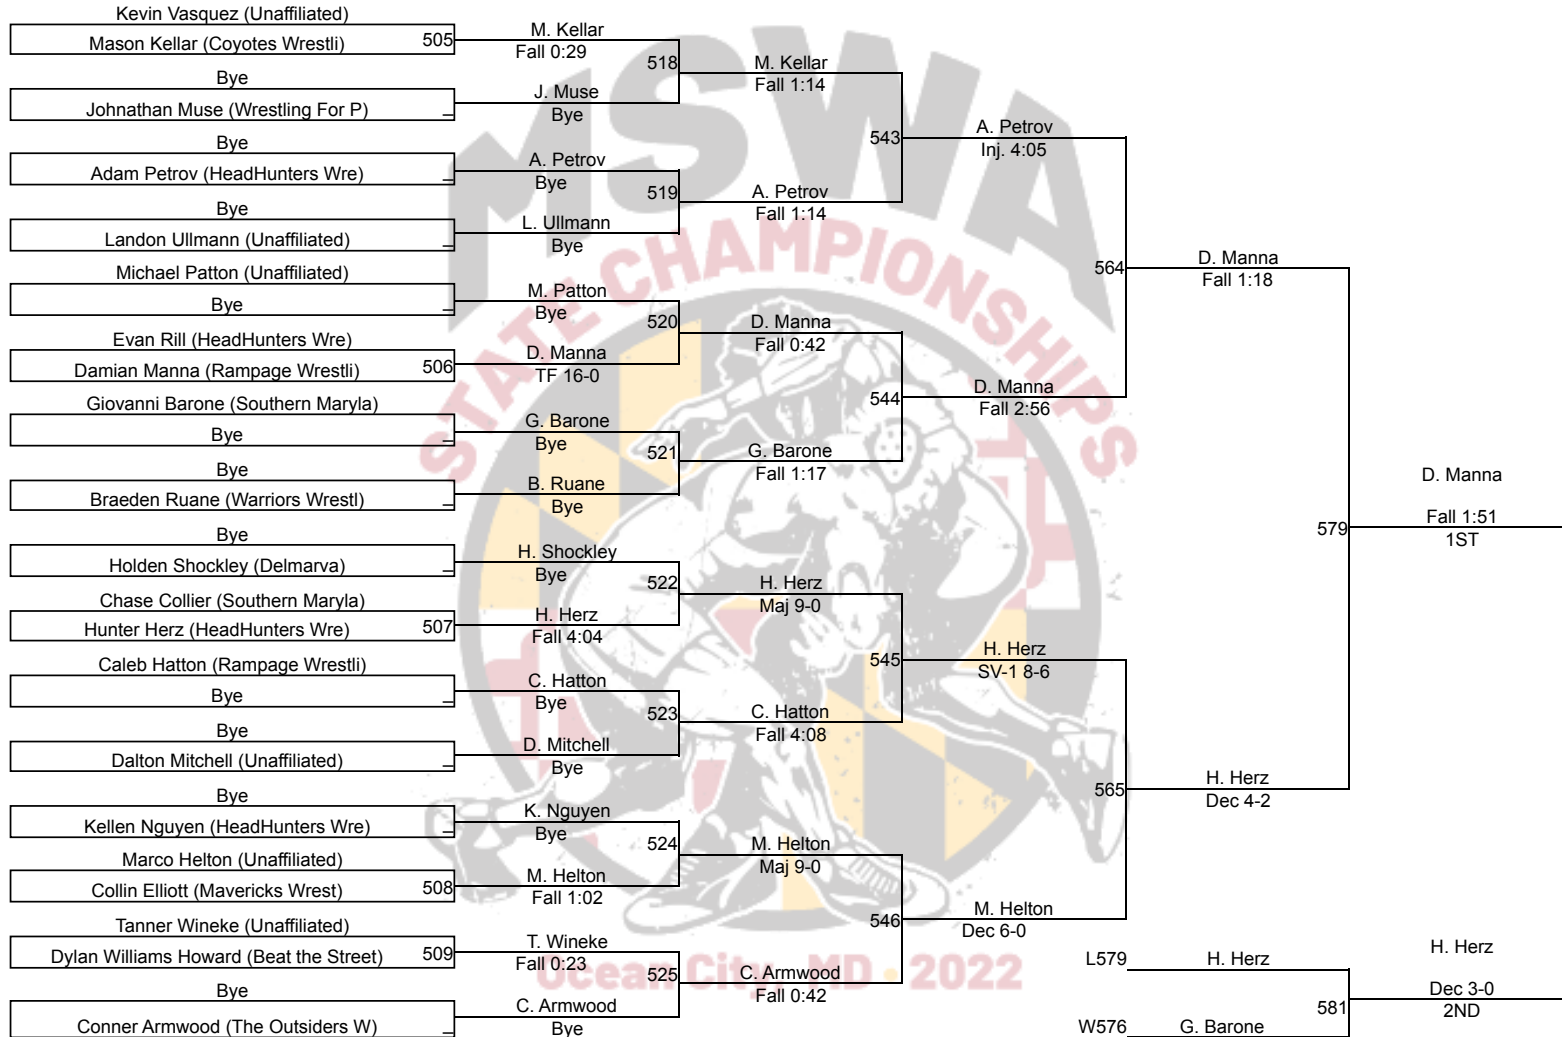 Kevin Vasquez (Unaffiliated)
Mason Kellar (Coyotes Wrestli) 505
M. Kellar
Fall 0:29
Bye
Johnathan Muse (Wrestling For P) _
J. Muse
Bye
518
M. Kellar
Fall 1:14
Bye
Adam Petrov (HeadHunters Wre) _
A. Petrov
Bye
Bye
Landon Ullmann (Unaffiliated) _
L. Ullmann
Bye
519
A. Petrov
Fall 1:14
543
A. Petrov
Inj. 4:05
Michael Patton (Unaffiliated)
Bye _
M. Patton
Bye
Evan Rill (HeadHunters Wre)
Damian Manna (Rampage Wrestli) 506
D. Manna
TF 16-0
520
D. Manna
Fall 0:42
Giovanni Barone (Southern Maryla)
Bye _
G. Barone
Bye
Bye
Braeden Ruane (Warriors Wrestl) _
B. Ruane
Bye
521
G. Barone
Fall 1:17
544
D. Manna
Fall 2:56
564
D. Manna
Fall 1:18
Bye
Holden Shockley (Delmarva) _
H. Shockley
Bye
Chase Collier (Southern Maryla)
Hunter Herz (HeadHunters Wre) 507
H. Herz
Fall 4:04
522
H. Herz
Maj 9-0
Caleb Hatton (Rampage Wrestli)
Bye _
C. Hatton
Bye
Bye
Dalton Mitchell (Unaffiliated) _
D. Mitchell
Bye
523
C. Hatton
Fall 4:08
545
H. Herz
SV-1 8-6
Bye
Kellen Nguyen (HeadHunters Wre) _
K. Nguyen
Bye
Marco Helton (Unaffiliated)
Collin Elliott (Mavericks Wrest) 508
M. Helton
Fall 1:02
524
M. Helton
Maj 9-0
Tanner Wineke (Unaffiliated)
Dylan Williams Howard (Beat the Street) 509
T. Wineke
Fall 0:23
Bye
Conner Armwood (The Outsiders W) _
C. Armwood
Bye
525
C. Armwood
Fall 0:42
546
M. Helton
Dec 6-0
565
H. Herz
Dec 4-2
579
D. Manna
Fall 1:51
1ST
L579 H. Herz
W576 G. Barone
581
H. Herz
Dec 3-0
2ND
MSWA
STATE CHAMPIONSHIPS
Ocean City, MD • 2022